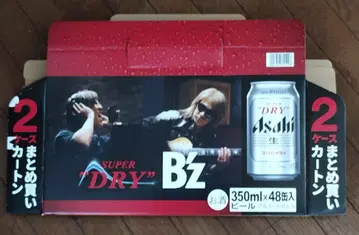 2
ケース
まとめ買い
カートン
SUPER
"DRY"
B'z
SUPER
"DRY"
Asahi
生
お酒
350ml×48缶入
ビール
2
ケース
まとめ買い
カートン